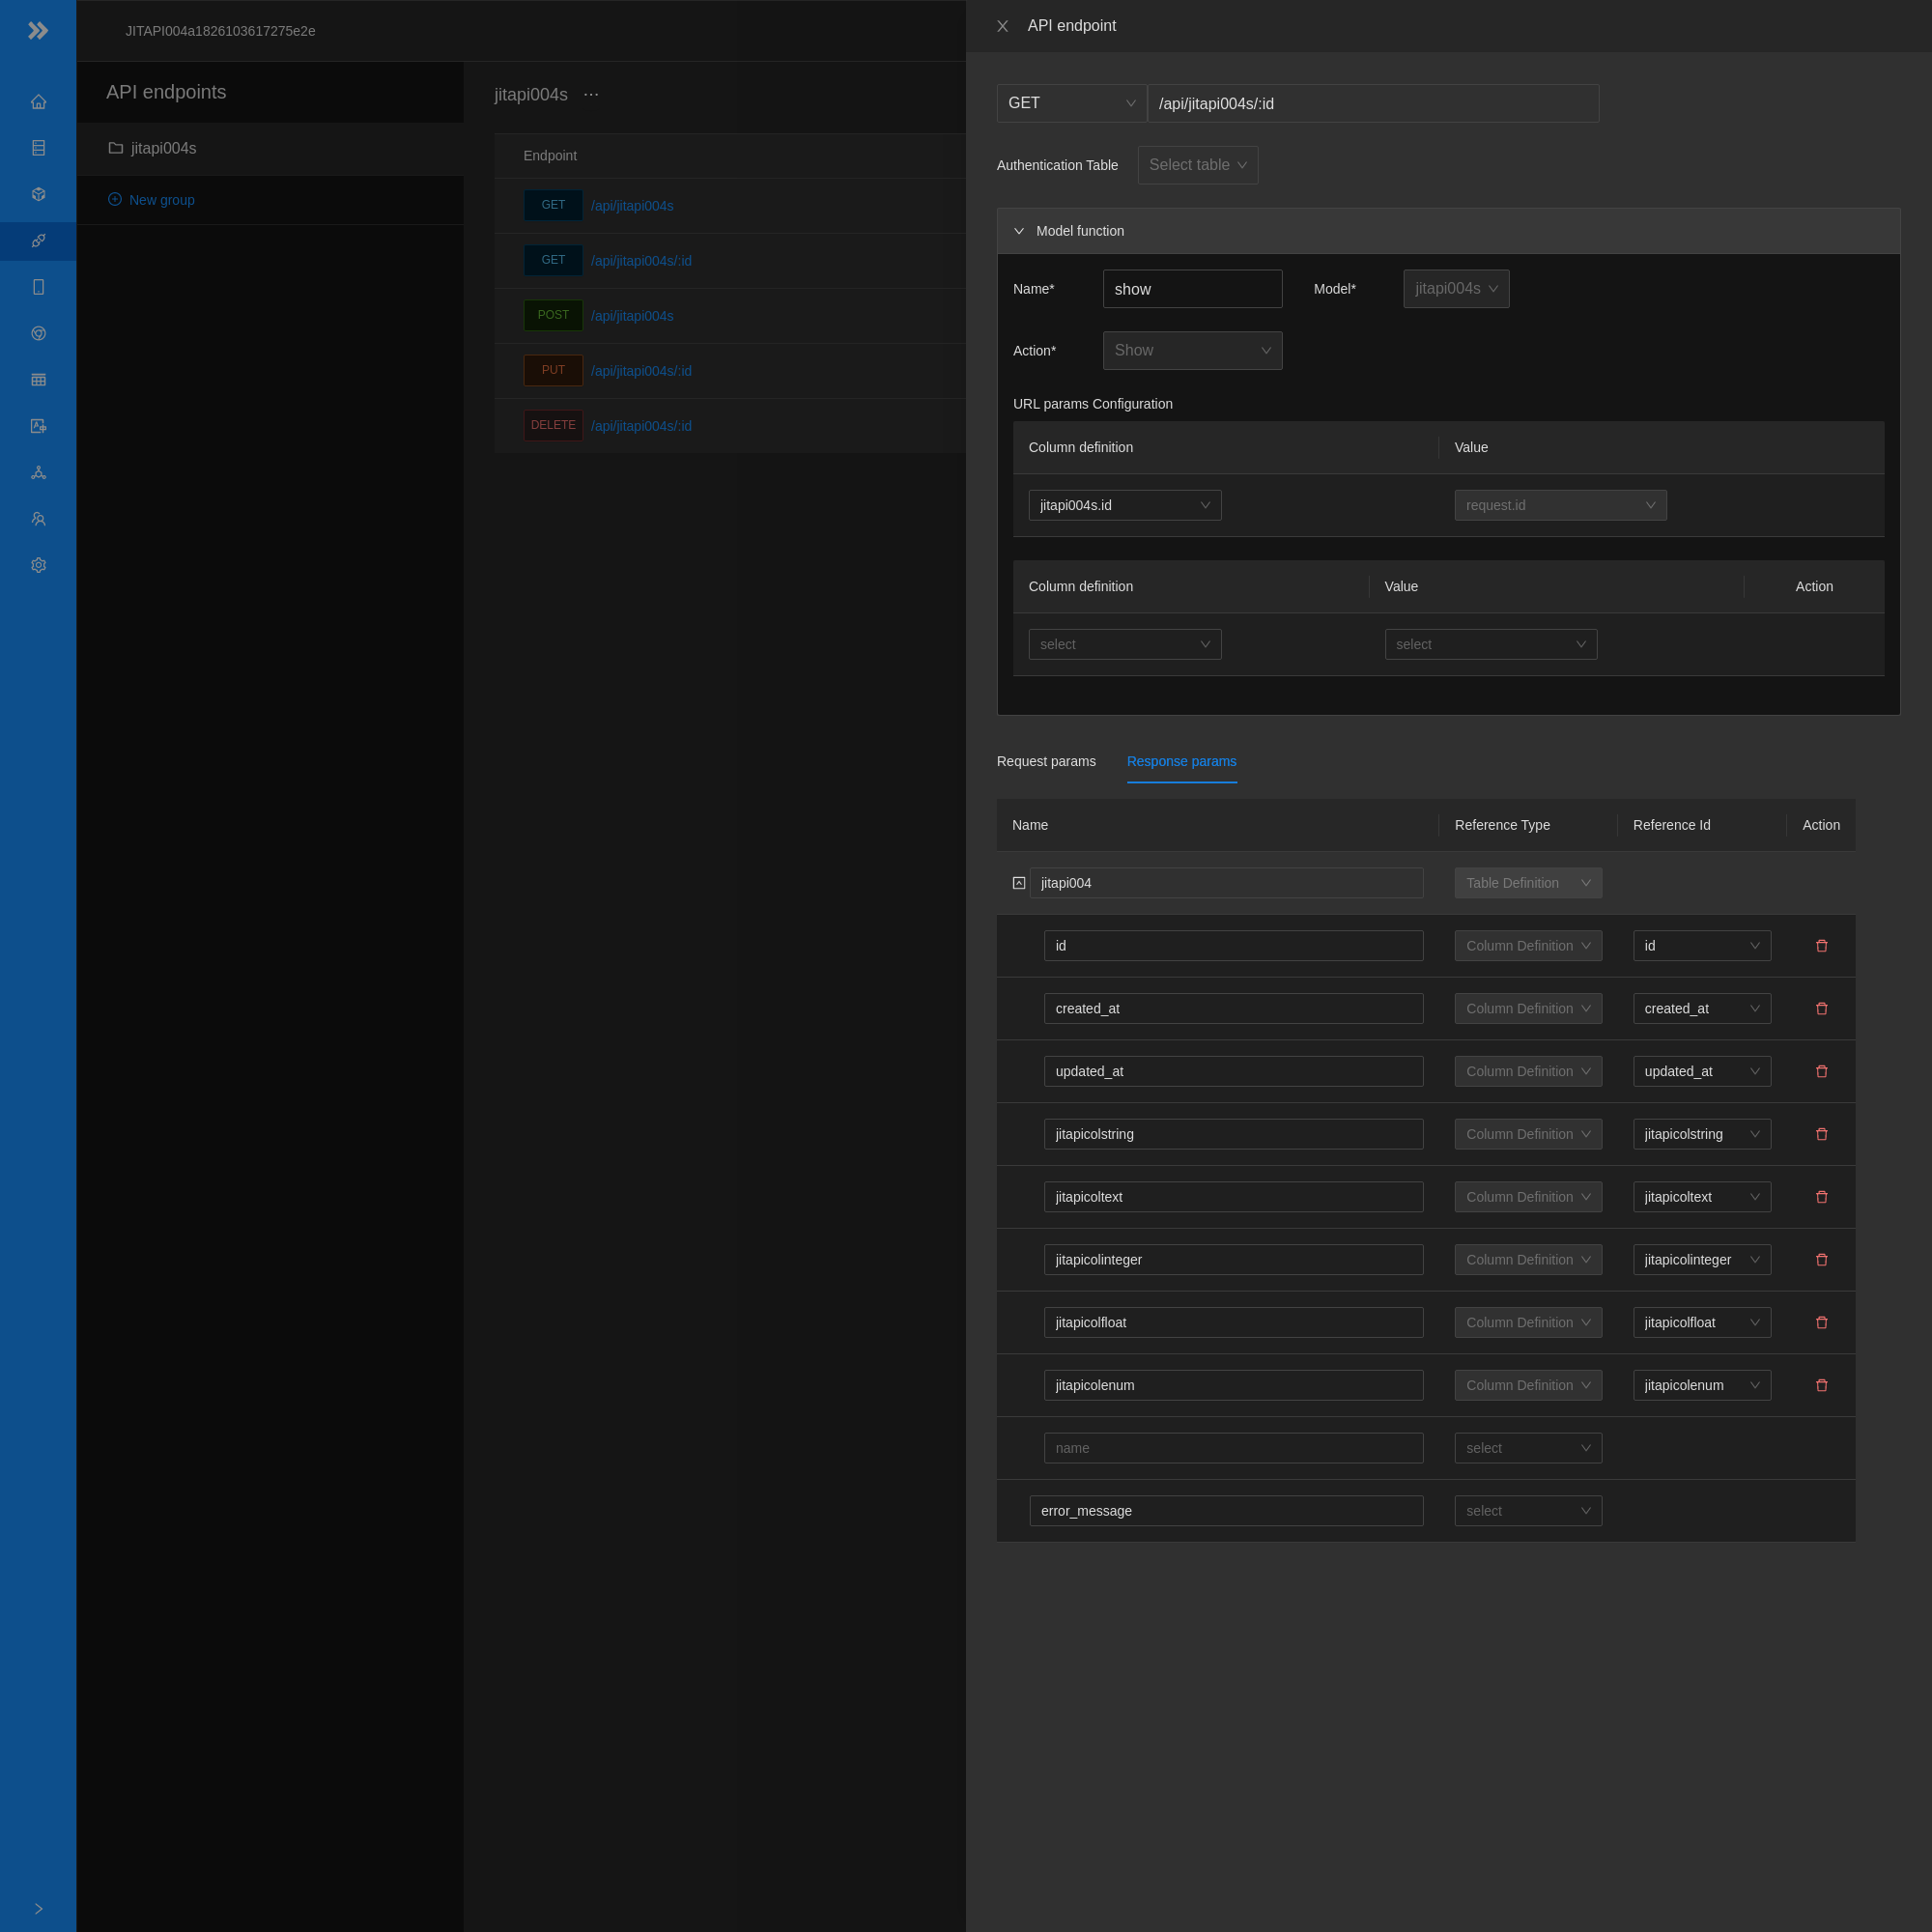 JITAPI004a1826103617275e2e
API endpoints
jitapi004s
New group
jitapi004s ···
Endpoint
GET /api/jitapi004s
GET /api/jitapi004s/:id
POST /api/jitapi004s
PUT /api/jitapi004s/:id
DELETE /api/jitapi004s/:id
API endpoint
GET /api/jitapi004s/:id
Authentication Table Select table
Model function
Name* show Model* jitapi004s
Action* Show
URL params Configuration
Column definition Value
jitapi004s.id request.id
Column definition Value Action
select select
Request params Response params
Name Reference Type Reference Id Action
jitapi004 Table Definition
id Column Definition id
created_at Column Definition created_at
updated_at Column Definition updated_at
jitapicolstring Column Definition jitapicolstring
jitapicoltext Column Definition jitapicoltext
jitapicolinteger Column Definition jitapicolinteger
jitapicolfloat Column Definition jitapicolfloat
jitapicolenum Column Definition jitapicolenum
name select
error_message select